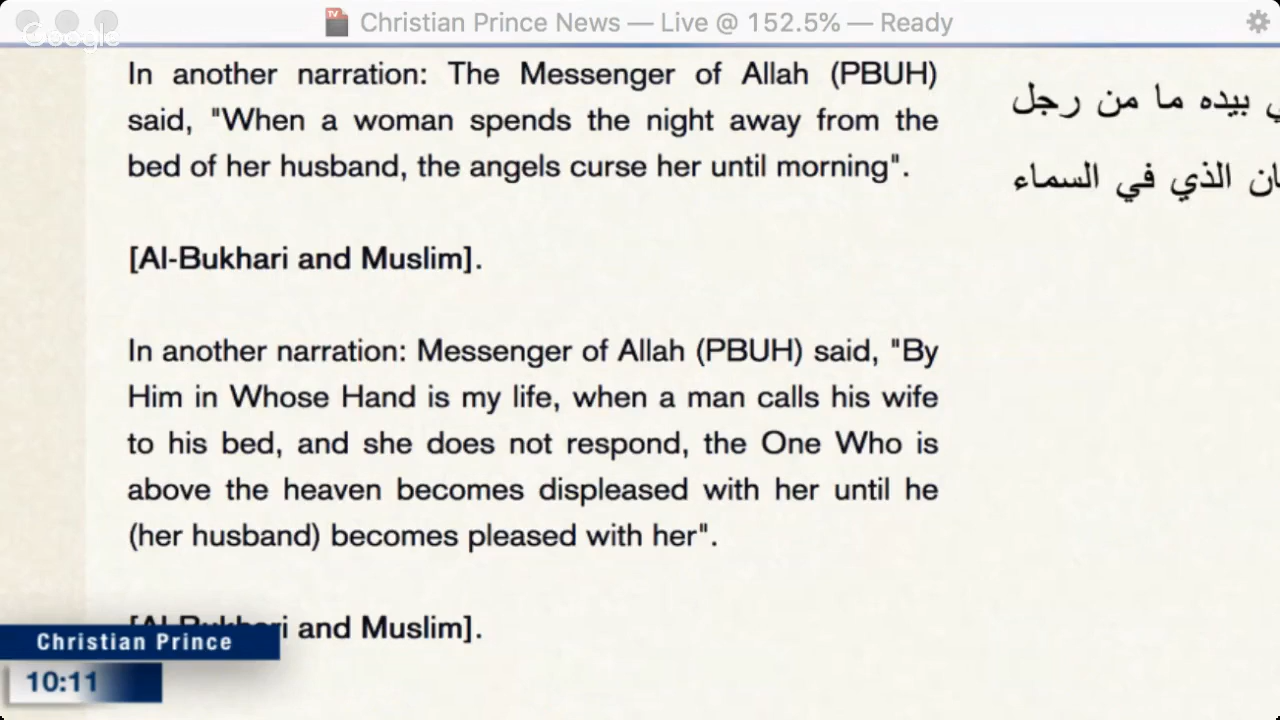 Christian Prince News — Live @ 152.5% — Ready
Google
In another narration: The Messenger of Allah (PBUH)
said, "When a woman spends the night away from the
bed of her husband, the angels curse her until morning".
[Al-Bukhari and Muslim].
In another narration: Messenger of Allah (PBUH) said, "By
Him in Whose Hand is my life, when a man calls his wife
to his bed, and she does not respond, the One Who is
above the heaven becomes displeased with her until he
(her husband) becomes pleased with her".
[Al-Bukhari and Muslim].
بيده ما من رجل
الذي في السماء
Christian Prince
10:11